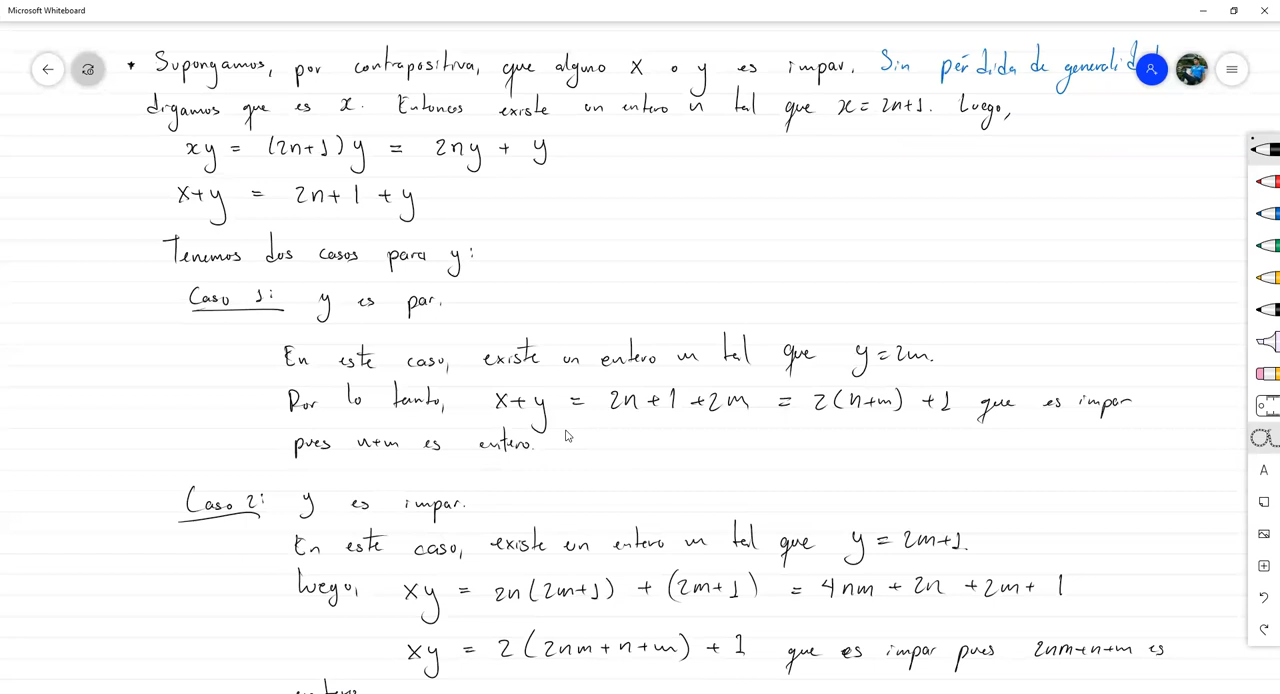 Microsoft Whiteboard
* Supongamos, por contrapositiva que alguno x o y es impar. Sin pérdida de generalidad
digamos que es x. Entonces existe un entero n tal que x = 2n+1. Luego,
xy = (2n+1)y = 2ny + y
x+y = 2n+1+y
Tenemos dos casos para y:
Caso 1: y es par.
En este caso, existe un entero m tal que y = 2m.
Por lo tanto, x+y = 2n+1+2m = 2(n+m)+1 que es impar
pues n+m es entero.
Caso 2: y es impar.
En este caso, existe un entero m tal que y = 2m+1.
Luego, xy = 2n(2m+1) + (2m+1) = 4nm + 2n + 2m + 1
xy = 2(2nm+n+m) + 1 que es impar pues 2nm+n+m es
entero
A